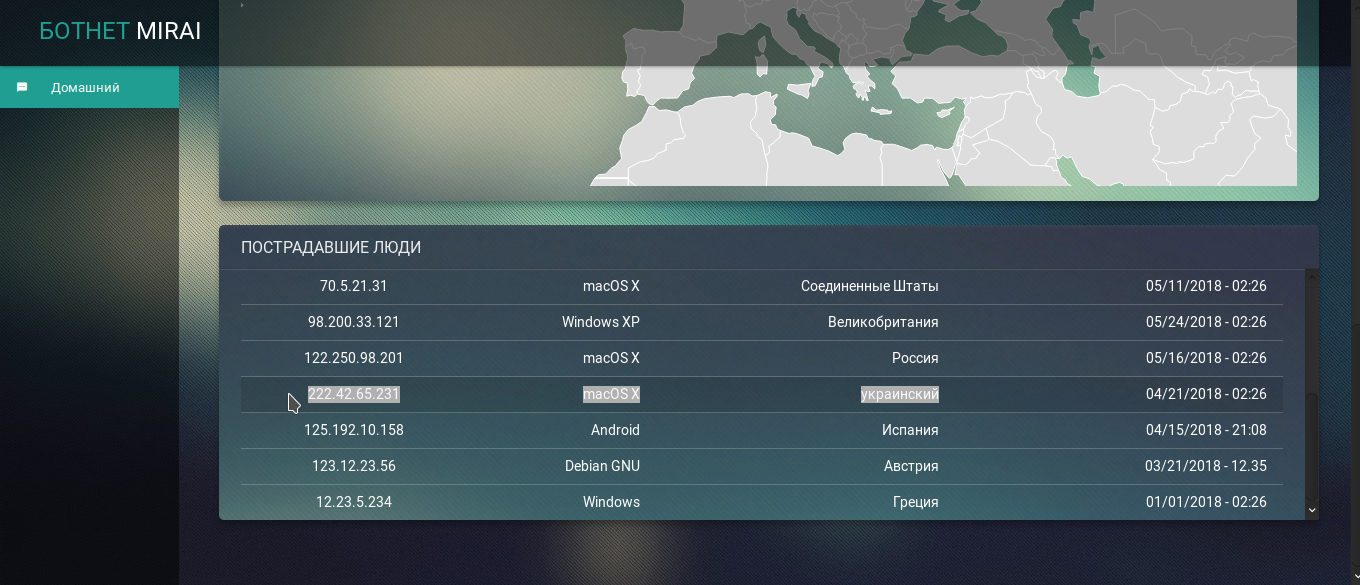 БОТНЕТ MIRAI
Домашний
ПОСТРАДАВШИЕ ЛЮДИ
70.5.21.31 macOS X Соединенные Штаты 05/11/2018 - 02:26
98.200.33.121 Windows XP Великобритания 05/24/2018 - 02:26
122.250.98.201 macOS X Россия 05/16/2018 - 02:26
222.42.65.231 macOS X украинский 04/21/2018 - 02:26
125.192.10.158 Android Испания 04/15/2018 - 21:08
123.12.23.56 Debian GNU Австрия 03/21/2018 - 12.35
12.23.5.234 Windows Греция 01/01/2018 - 02:26